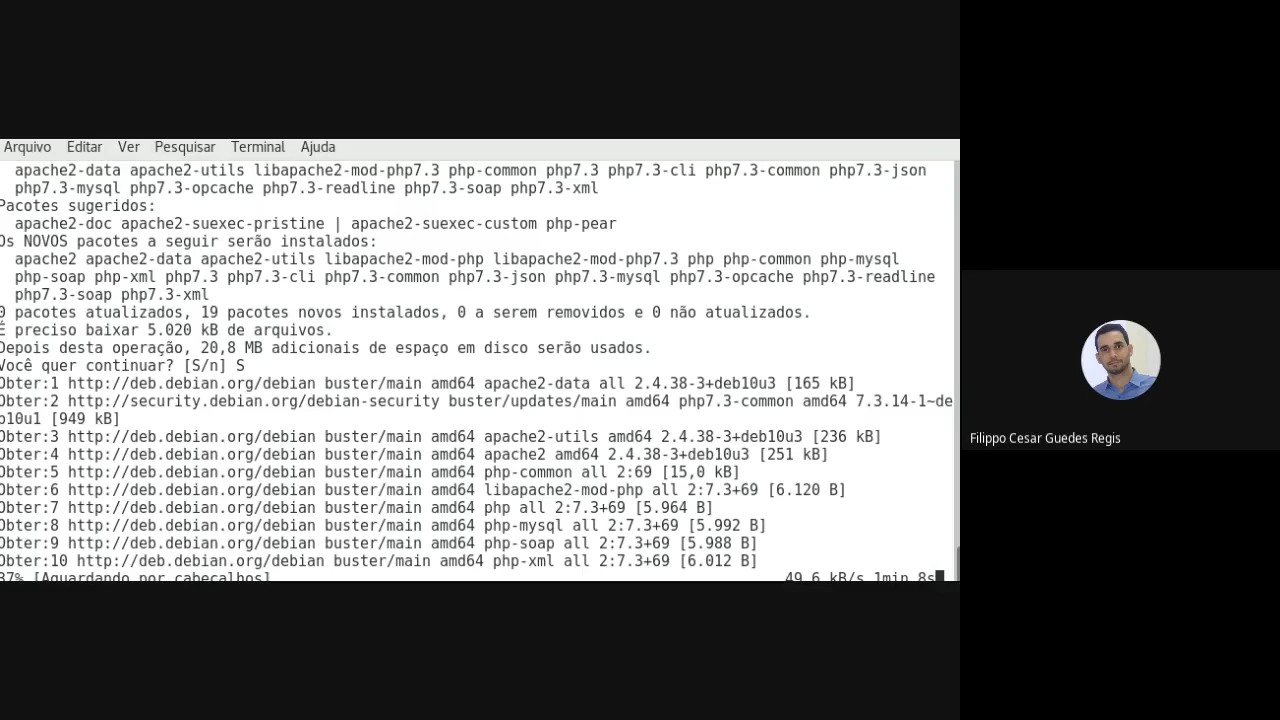 Arquivo Editar Ver Pesquisar Terminal Ajuda
apache2-data apache2-utils libapache2-mod-php7.3 php-common php7.3 php7.3-cli php7.3-common php7.3-json
php7.3-mysql php7.3-opcache php7.3-readline php7.3-soap php7.3-xml
Pacotes sugeridos:
apache2-doc apache2-suexec-pristine | apache2-suexec-custom php-pear
Os NOVOS pacotes a seguir serão instalados:
apache2 apache2-data apache2-utils libapache2-mod-php libapache2-mod-php7.3 php php-common php-mysql
php-soap php-xml php7.3 php7.3-cli php7.3-common php7.3-json php7.3-mysql php7.3-opcache php7.3-readline
php7.3-soap php7.3-xml
0 pacotes atualizados, 19 pacotes novos instalados, 0 a serem removidos e 0 não atualizados.
É preciso baixar 5.020 kB de arquivos.
Depois desta operação, 20,8 MB adicionais de espaço em disco serão usados.
Você quer continuar? [S/n] S
Obter:1 http://deb.debian.org/debian buster/main amd64 apache2-data all 2.4.38-3+deb10u3 [165 kB]
Obter:2 http://security.debian.org/debian-security buster/updates/main amd64 php7.3-common amd64 7.3.14-1~de
b10u1 [949 kB]
Obter:3 http://deb.debian.org/debian buster/main amd64 apache2-utils amd64 2.4.38-3+deb10u3 [236 kB]
Obter:4 http://deb.debian.org/debian buster/main amd64 apache2 amd64 2.4.38-3+deb10u3 [251 kB]
Obter:5 http://deb.debian.org/debian buster/main amd64 php-common all 2:69 [15,0 kB]
Obter:6 http://deb.debian.org/debian buster/main amd64 libapache2-mod-php all 2:7.3+69 [6.120 B]
Obter:7 http://deb.debian.org/debian buster/main amd64 php all 2:7.3+69 [5.964 B]
Obter:8 http://deb.debian.org/debian buster/main amd64 php-mysql all 2:7.3+69 [5.992 B]
Obter:9 http://deb.debian.org/debian buster/main amd64 php-soap all 2:7.3+69 [5.988 B]
Obter:10 http://deb.debian.org/debian buster/main amd64 php-xml all 2:7.3+69 [6.012 B]
37% [Aguardando por cabeçalhos] 49,6 kB/s 1min 8s
Filippo Cesar Guedes Regis